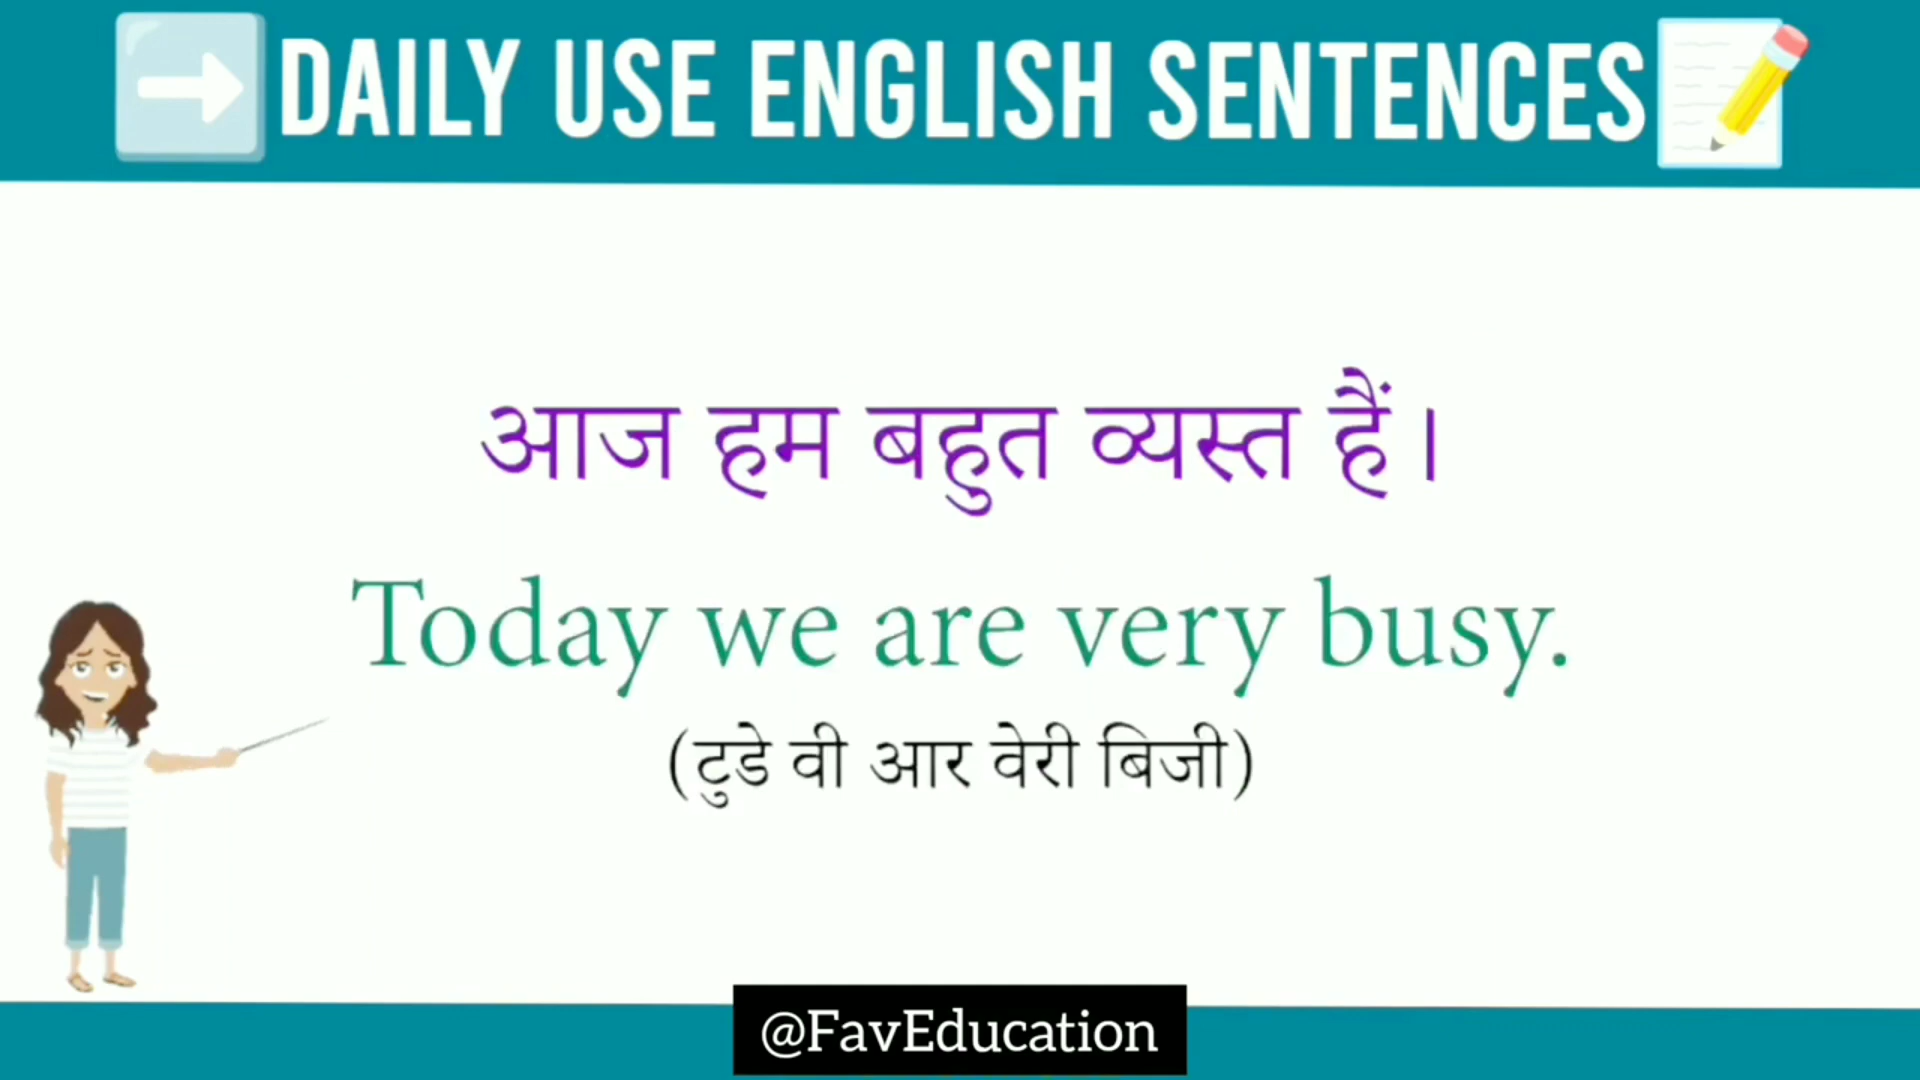 DAILY USE ENGLISH SENTENCES
आज हम बहुत व्यस्त हैं।
Today we are very busy.
(टुडे वी आर वेरी बिजी)
@FavEducation